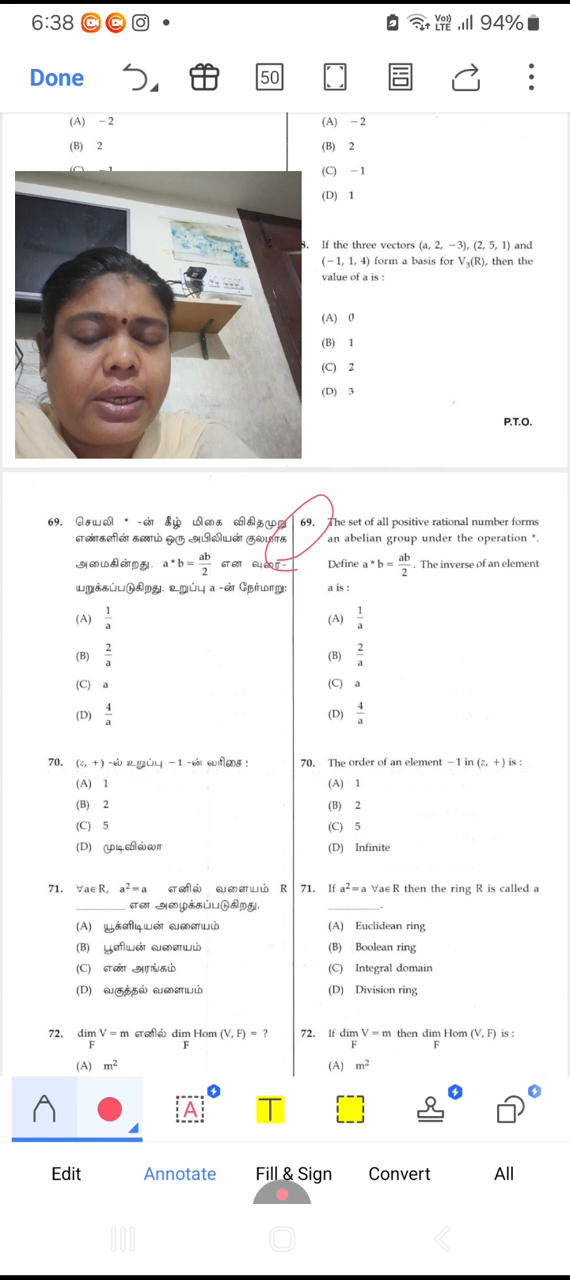 6:38
Vo))
LTE
94%
Done
50
(A) −2
(B) 2
(A) −2
(B) 2
(C) −1
(D) 1
8. If the three vectors (a, 2, −3), (2, 5, 1) and
(−1, 1, 4) form a basis for V₃(R), then the
value of a is :
(A) 0
(B) 1
(C) 2
(D) 3
P.T.O.
69. செயலி * -ன் கீழ் மிகை விகிதமுறு
எண்களின் கணம் ஒரு அபிலியன் குலமாக
அமைகின்றது. a * b = ab/2 என வரை-
யறுக்கப்படுகிறது. உறுப்பு a -ன் நேர்மாறு:
(A) 1/a
(B) 2/a
(C) a
(D) 4/a
69. The set of all positive rational number forms
an abelian group under the operation *.
Define a * b = ab/2. The inverse of an element
a is :
(A) 1/a
(B) 2/a
(C) a
(D) 4/a
70. (z, +) -ல் உறுப்பு −1 -ன் வரிசை :
(A) 1
(B) 2
(C) 5
(D) முடிவில்லா
70. The order of an element −1 in (z, +) is :
(A) 1
(B) 2
(C) 5
(D) Infinite
71. ∀a∈R, a²=a எனில் வளையம் R
________ என அழைக்கப்படுகிறது.
(A) யூக்ளிடியன் வளையம்
(B) பூலியன் வளையம்
(C) எண் அரங்கம்
(D) வகுத்தல் வளையம்
71. If a²=a ∀a∈R then the ring R is called a
________.
(A) Euclidean ring
(B) Boolean ring
(C) Integral domain
(D) Division ring
72. dim V = m எனில் dim Hom (V, F) = ?
F F
(A) m²
72. If dim V = m then dim Hom (V, F) is :
F F
(A) m²
A
T
Edit Annotate Fill & Sign Convert All